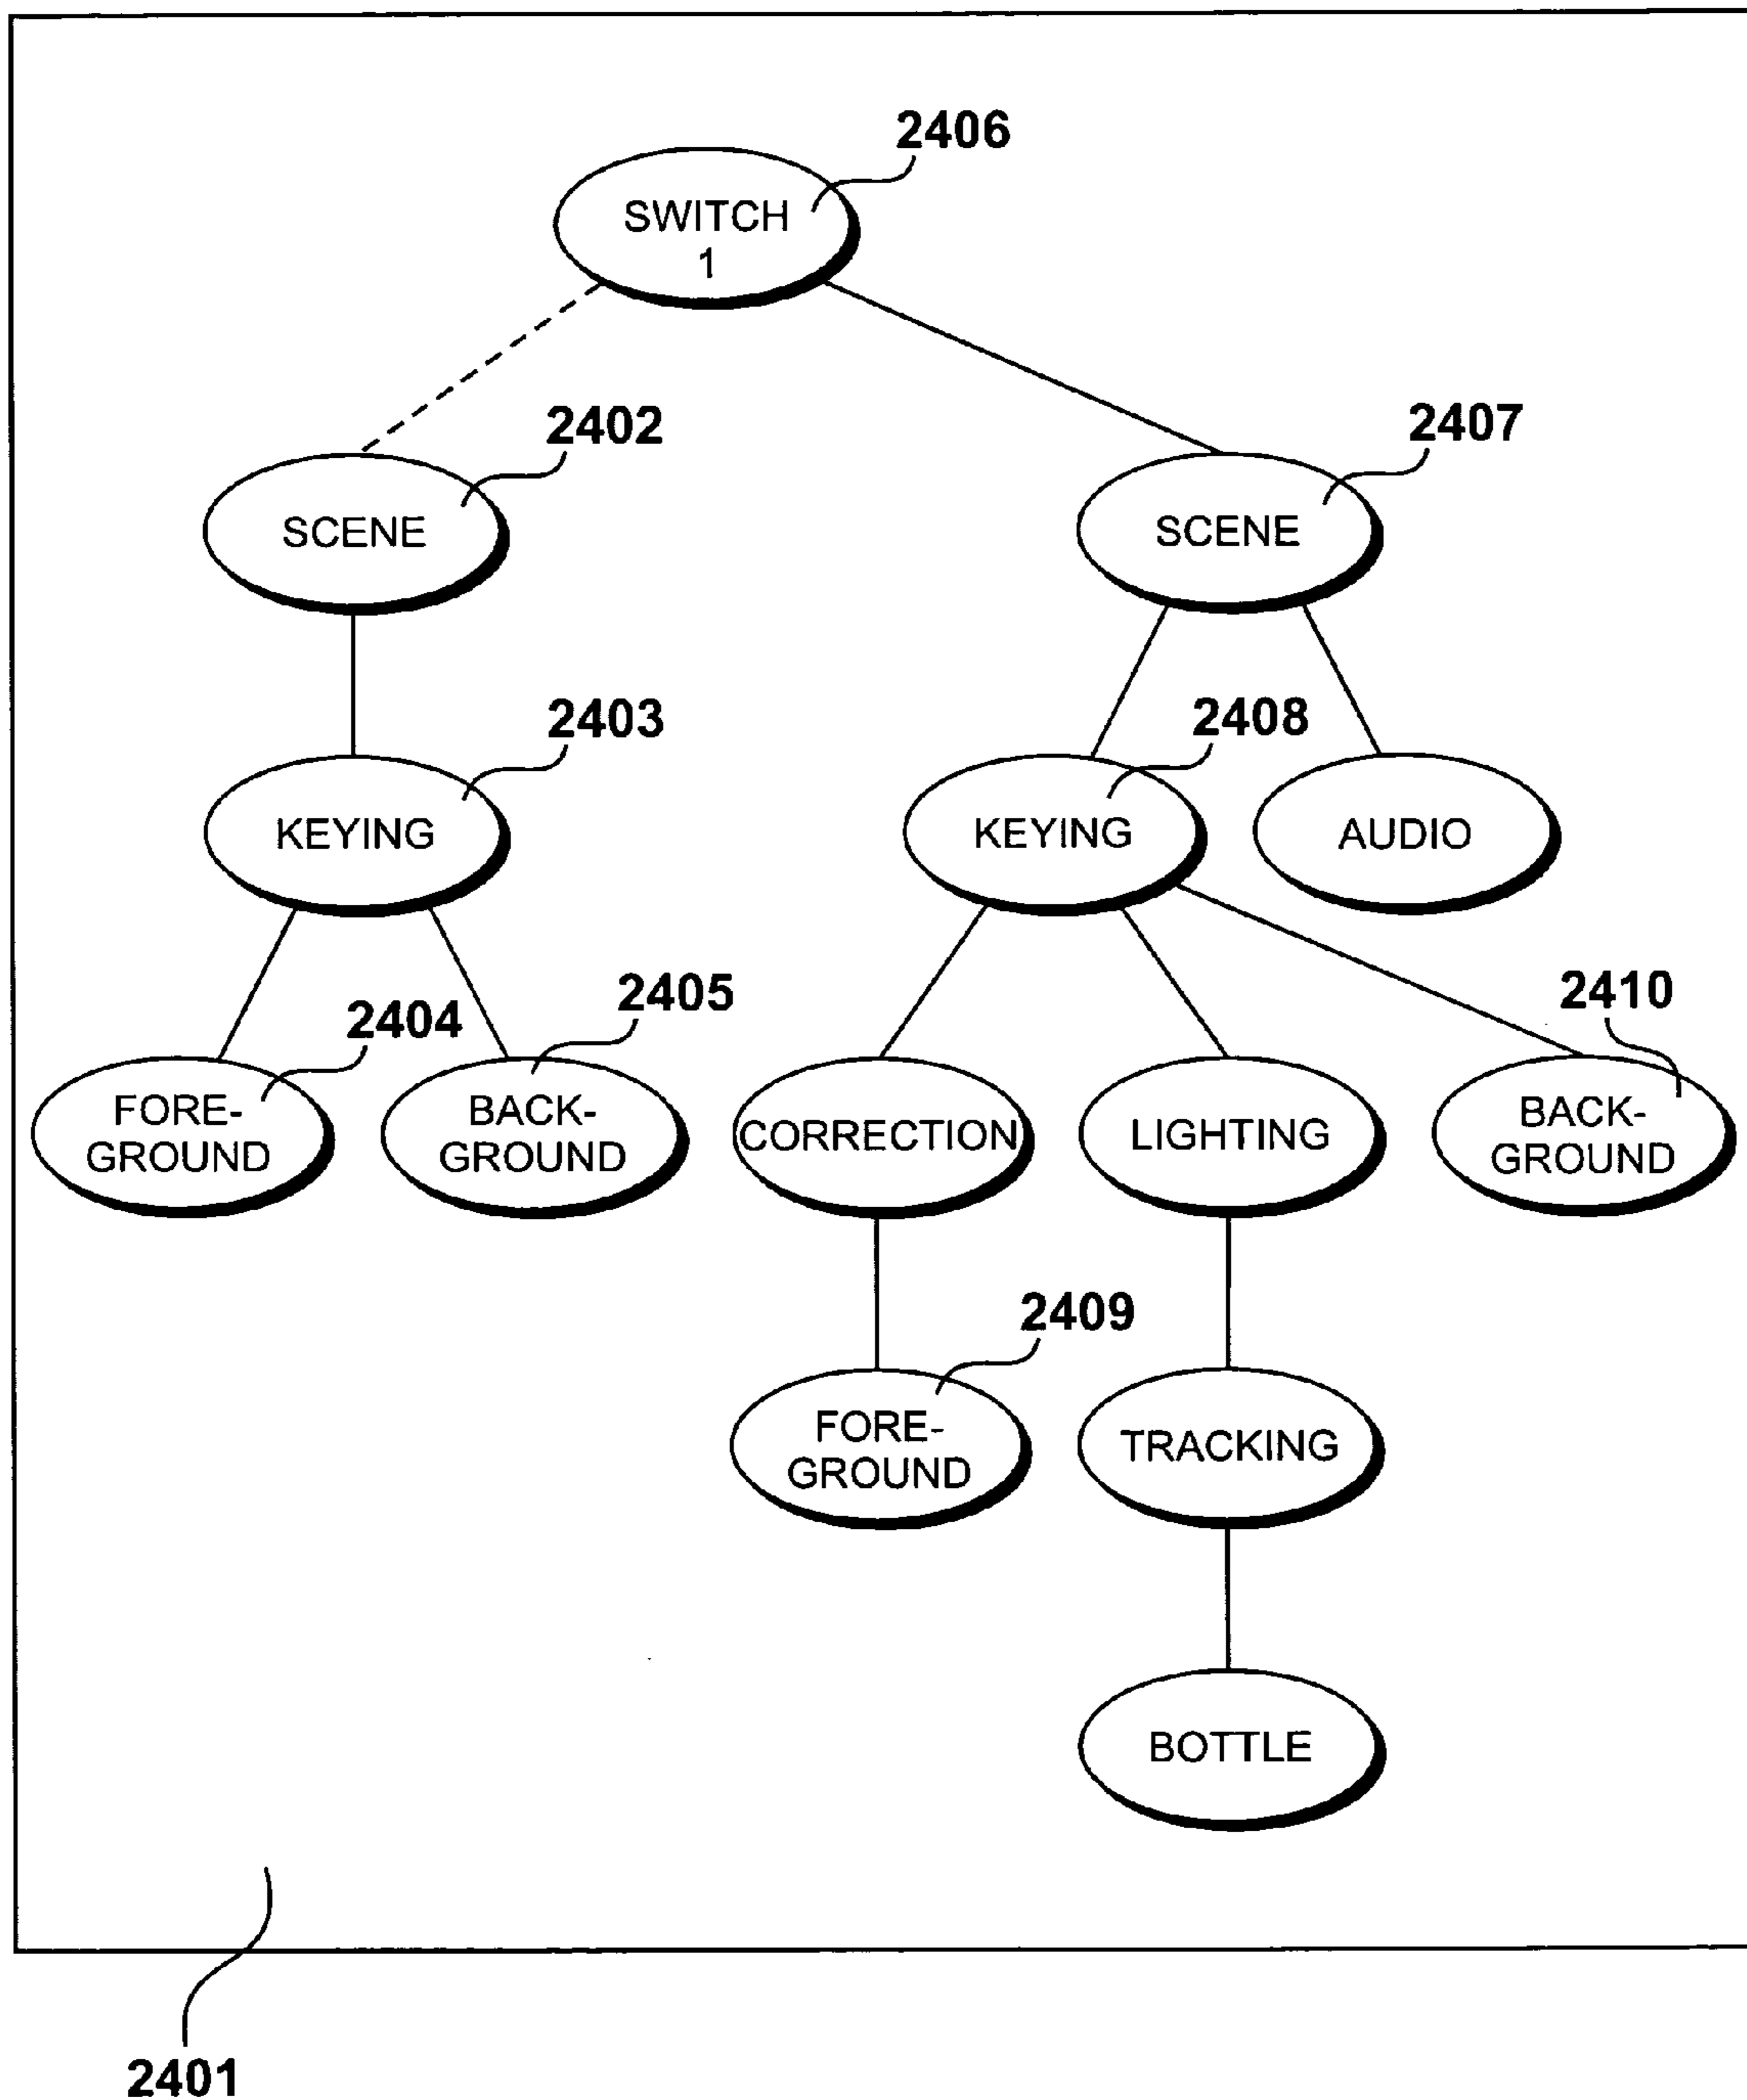 2406
SWITCH
1
2402
2407
SCENE
SCENE
2403
2408
KEYING
KEYING
AUDIO
2404
2405
2410
FORE-
GROUND
BACK-
GROUND
CORRECTION
LIGHTING
BACK-
GROUND
2409
FORE-
GROUND
TRACKING
BOTTLE
2401